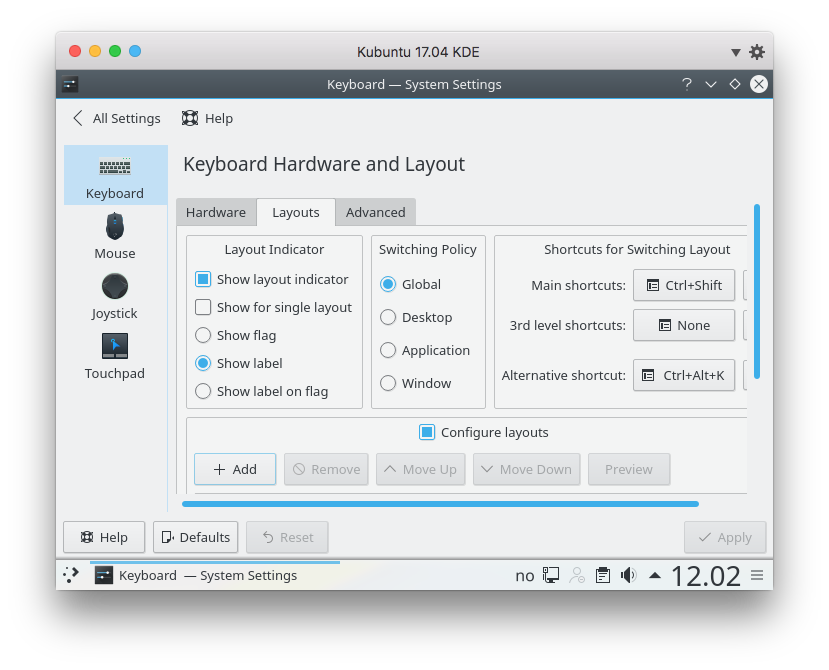 Kubuntu 17.04 KDE
Keyboard — System Settings
?
All Settings
Help
Keyboard
Mouse
Joystick
Touchpad
Keyboard Hardware and Layout
Hardware
Layouts
Advanced
Layout Indicator
Show layout indicator
Show for single layout
Show flag
Show label
Show label on flag
Switching Policy
Global
Desktop
Application
Window
Shortcuts for Switching Layout
Main shortcuts: Ctrl+Shift
3rd level shortcuts: None
Alternative shortcut: Ctrl+Alt+K
Configure layouts
Add
Remove
Move Up
Move Down
Preview
Help
Defaults
Reset
Apply
Keyboard — System Settings
no
12.02